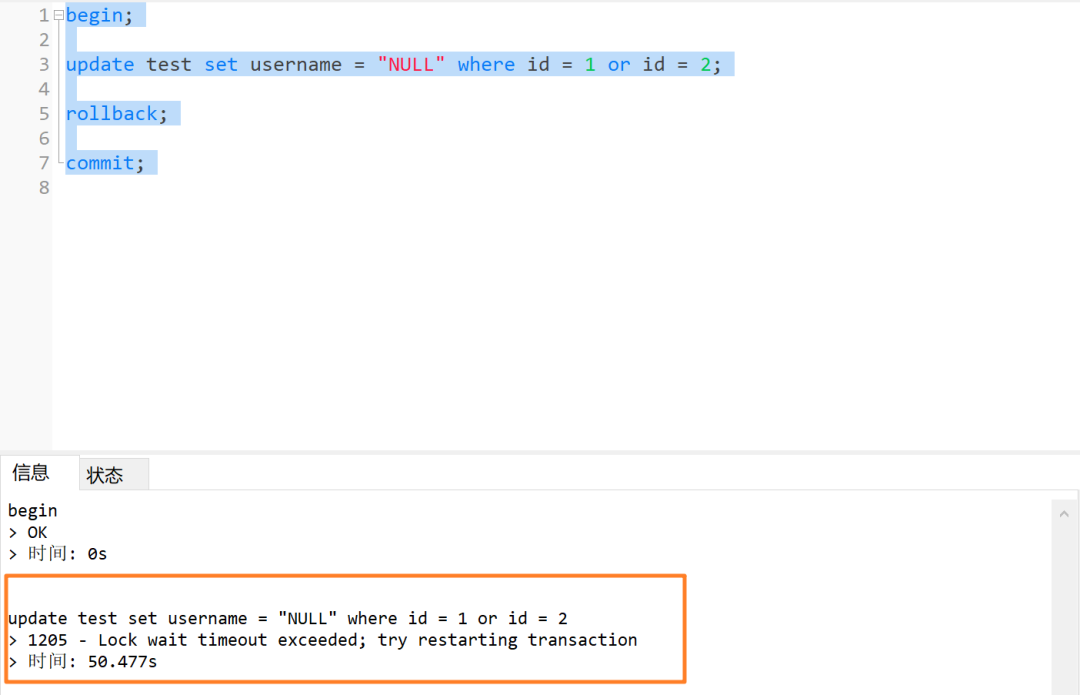 1 begin;
2
3 update test set username = "NULL" where id = 1 or id = 2;
4
5 rollback;
6
7 commit;
8
信息 状态
begin
> OK
> 时间: 0s
update test set username = "NULL" where id = 1 or id = 2
> 1205 - Lock wait timeout exceeded; try restarting transaction
> 时间: 50.477s